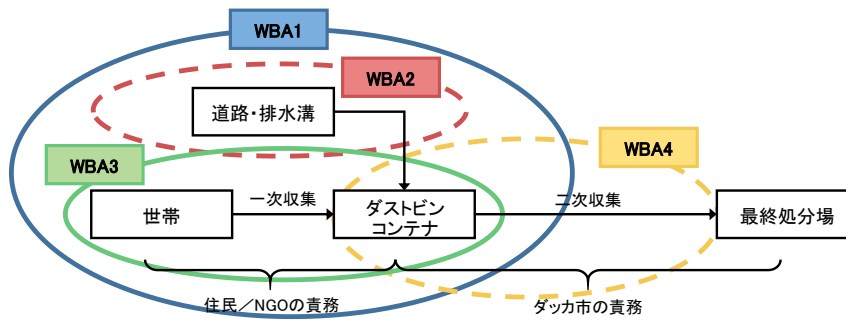 WBA1
WBA2
道路・排水溝
WBA3
WBA4
世帯
一次収集
ダストビン
コンテナ
二次収集
最終処分場
住民／NGOの責務
ダッカ市の責務